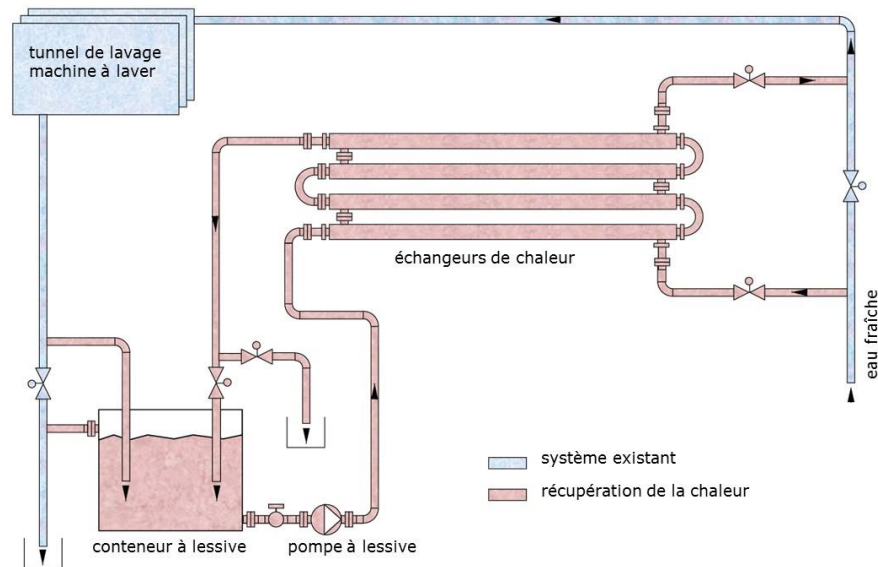 tunnel de lavage
machine à laver
échangeurs de chaleur
eau fraîche
système existant
récupération de la chaleur
conteneur à lessive
pompe à lessive